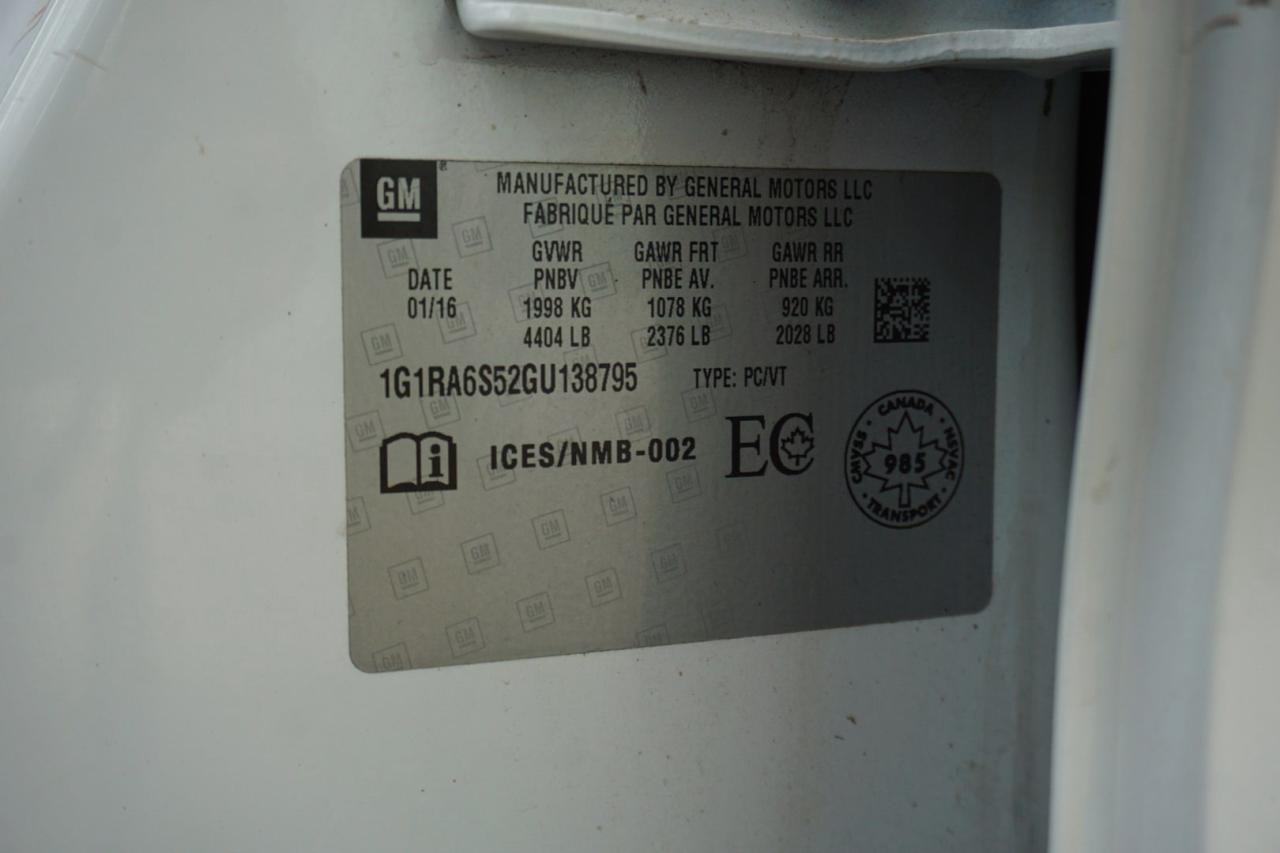 GM
MANUFACTURED BY GENERAL MOTORS LLC
FABRIQUÉ PAR GENERAL MOTORS LLC
GVWR GAWR FRT GAWR RR
DATE PNBV PNBE AV. PNBE ARR.
01/16 1998 KG 1078 KG 920 KG
4404 LB 2376 LB 2028 LB
1G1RA6S52GU138795 TYPE: PC/VT
i ICES/NMB-002 EC
CANADA
CMVSS 985 NSVAC
TRANSPORT